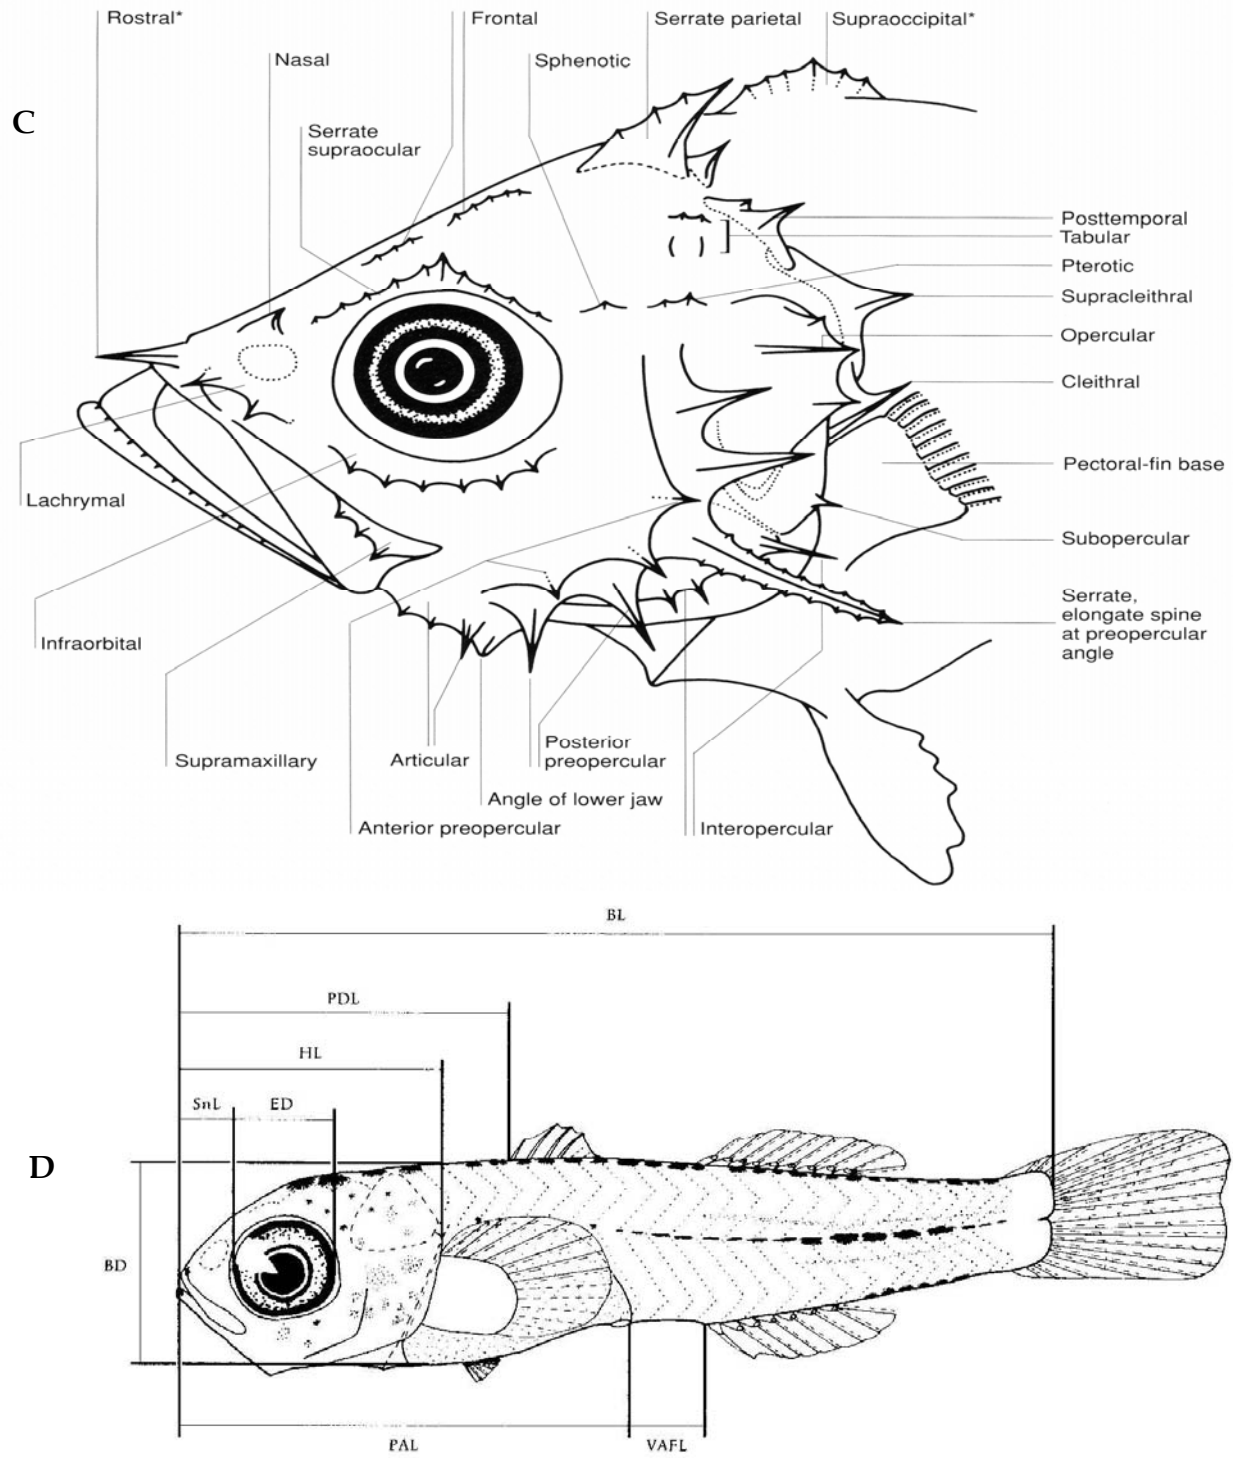 Rostral*
Frontal
Serrate parietal
Supraoccipital*
Nasal
Sphenotic
C
Serrate
supraocular
Posttemporal
Tabular
Pterotic
Supracleithral
Opercular
Cleithral
Pectoral-fin base
Lachrymal
Subopercular
Serrate,
elongate spine
at preopercular
angle
Infraorbital
Supramaxillary
Articular
Posterior
preopercular
Angle of lower jaw
Anterior preopercular
Interopercular
BL
PDL
HL
SnL
ED
D
BD
PAL
VAFL